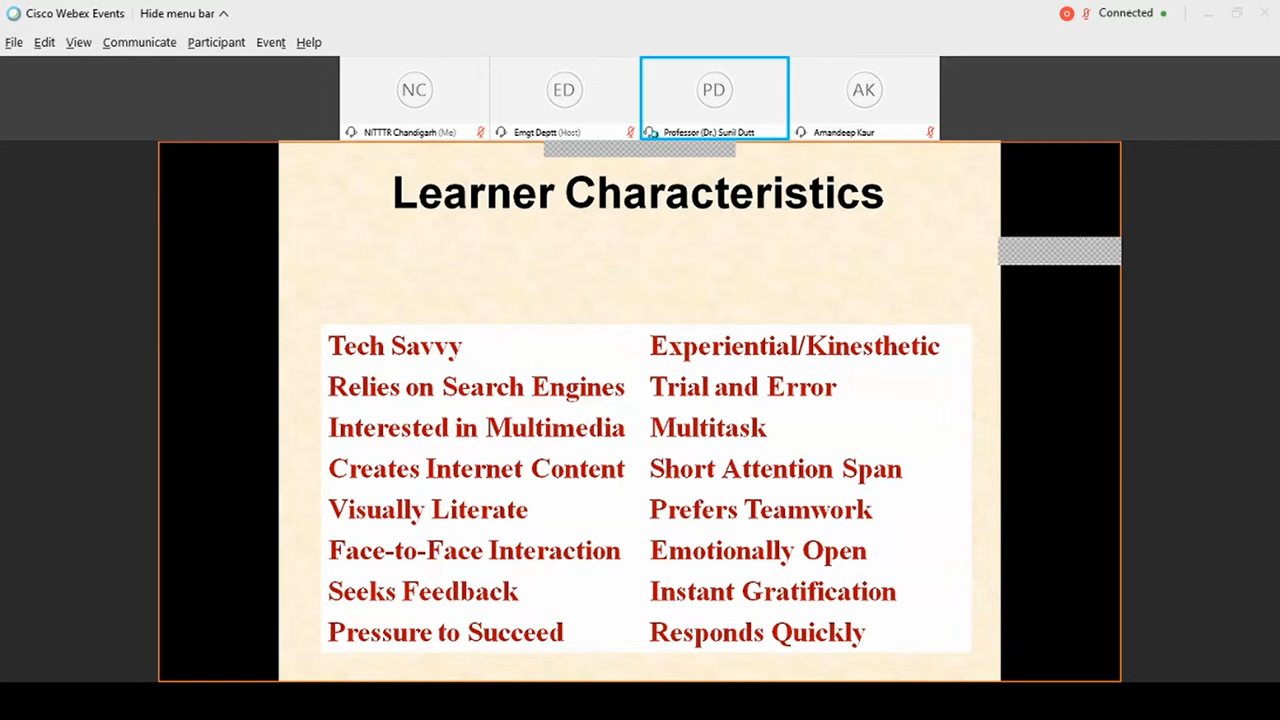 Cisco Webex Events Hide menu bar Connected
File Edit View Communicate Participant Event Help
NC ED PD AK
NITTTR Chandigarh (Me) Emgt Deptt (Host) Professor (Dr.) Sunil Dutt Amandeep Kaur
Learner Characteristics
Tech Savvy Experiential/Kinesthetic
Relies on Search Engines Trial and Error
Interested in Multimedia Multitask
Creates Internet Content Short Attention Span
Visually Literate Prefers Teamwork
Face-to-Face Interaction Emotionally Open
Seeks Feedback Instant Gratification
Pressure to Succeed Responds Quickly